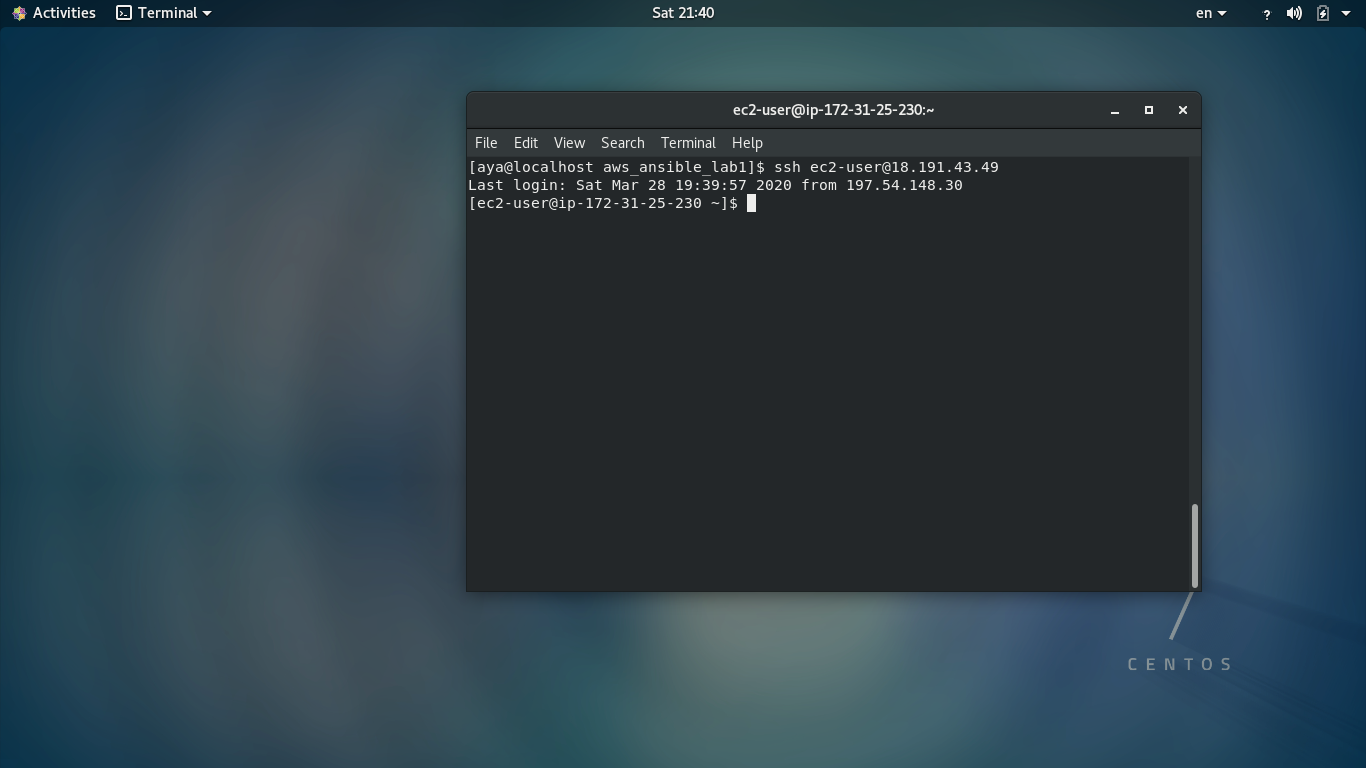 Activities Terminal Sat 21:40 en ?
ec2-user@ip-172-31-25-230:~
File Edit View Search Terminal Help
[aya@localhost aws_ansible_lab1]$ ssh ec2-user@18.191.43.49
Last login: Sat Mar 28 19:39:57 2020 from 197.54.148.30
[ec2-user@ip-172-31-25-230 ~]$
7
CENTOS